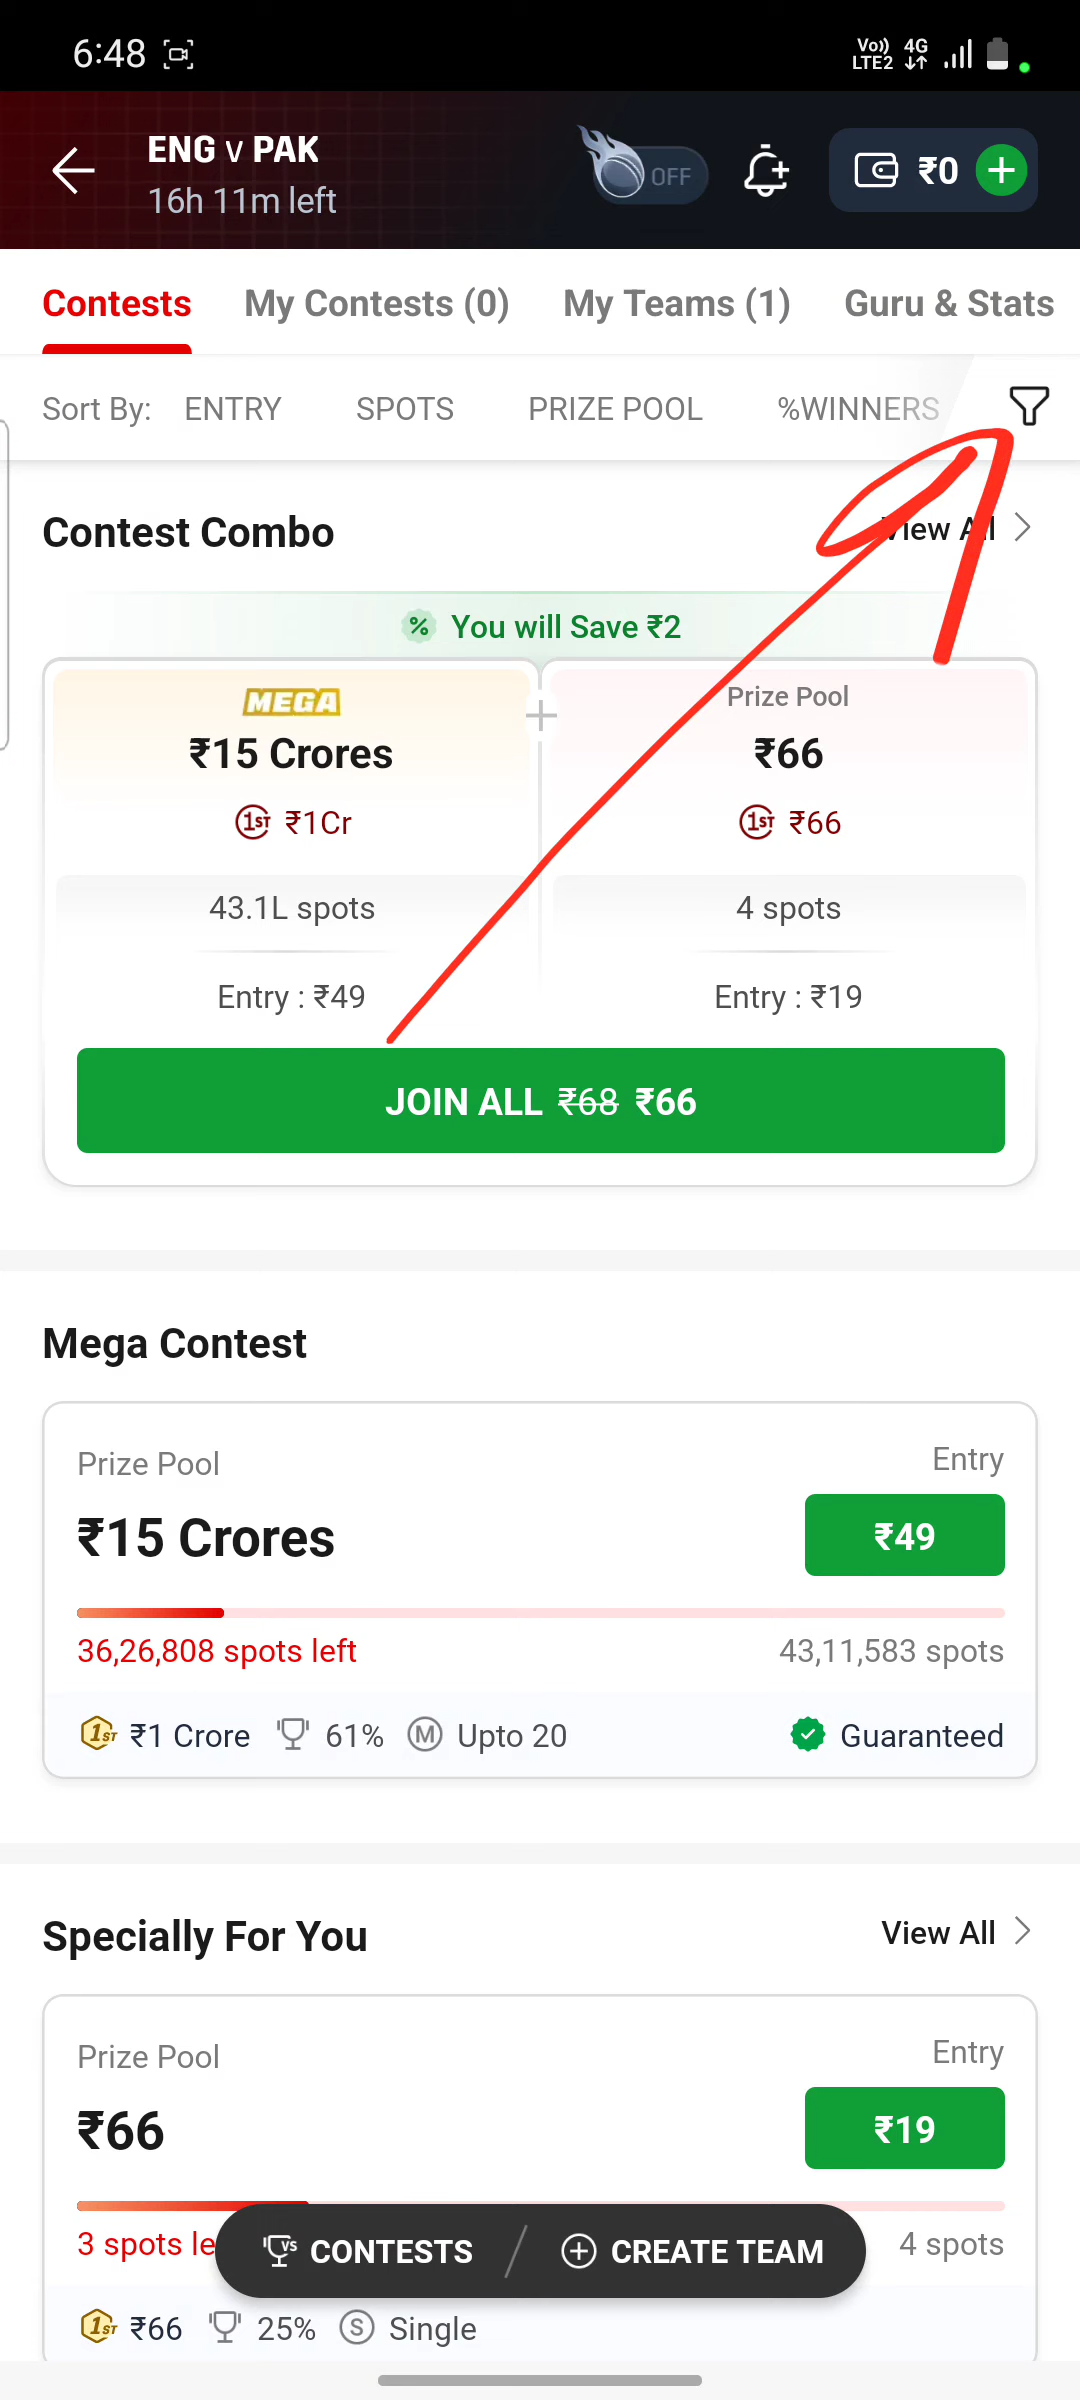 6:48 Vo)) LTE2 4G
ENG v PAK
16h 11m left
OFF
₹0
Contests My Contests (0) My Teams (1) Guru & Stats
Sort By: ENTRY SPOTS PRIZE POOL %WINNERS
Contest Combo View All
% You will Save ₹2
MEGA
₹15 Crores
1ST ₹1Cr
43.1L spots
Entry : ₹49
Prize Pool
₹66
1ST ₹66
4 spots
Entry : ₹19
JOIN ALL ₹68 ₹66
Mega Contest
Prize Pool Entry
₹15 Crores ₹49
36,26,808 spots left 43,11,583 spots
1ST ₹1 Crore 61% M Upto 20 Guaranteed
Specially For You View All
Prize Pool Entry
₹66 ₹19
3 spots le 4 spots
VS CONTESTS CREATE TEAM
1ST ₹66 25% S Single